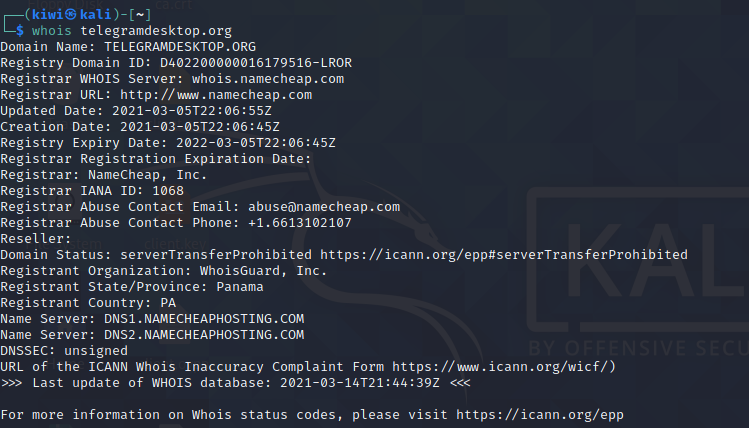 (kiwi㉿kali)-[~]
$ whois telegramdesktop.org
Domain Name: TELEGRAMDESKTOP.ORG
Registry Domain ID: D402200000016179516-LROR
Registrar WHOIS Server: whois.namecheap.com
Registrar URL: http://www.namecheap.com
Updated Date: 2021-03-05T22:06:55Z
Creation Date: 2021-03-05T22:06:45Z
Registry Expiry Date: 2022-03-05T22:06:45Z
Registrar Registration Expiration Date:
Registrar: NameCheap, Inc.
Registrar IANA ID: 1068
Registrar Abuse Contact Email: abuse@namecheap.com
Registrar Abuse Contact Phone: +1.6613102107
Reseller:
Domain Status: serverTransferProhibited https://icann.org/epp#serverTransferProhibited
Registrant Organization: WhoisGuard, Inc.
Registrant State/Province: Panama
Registrant Country: PA
Name Server: DNS1.NAMECHEAPHOSTING.COM
Name Server: DNS2.NAMECHEAPHOSTING.COM
DNSSEC: unsigned
URL of the ICANN Whois Inaccuracy Complaint Form https://www.icann.org/wicf/)
>>> Last update of WHOIS database: 2021-03-14T21:44:39Z <<<
For more information on Whois status codes, please visit https://icann.org/epp
KAL
BY OFFENSIVE SEC